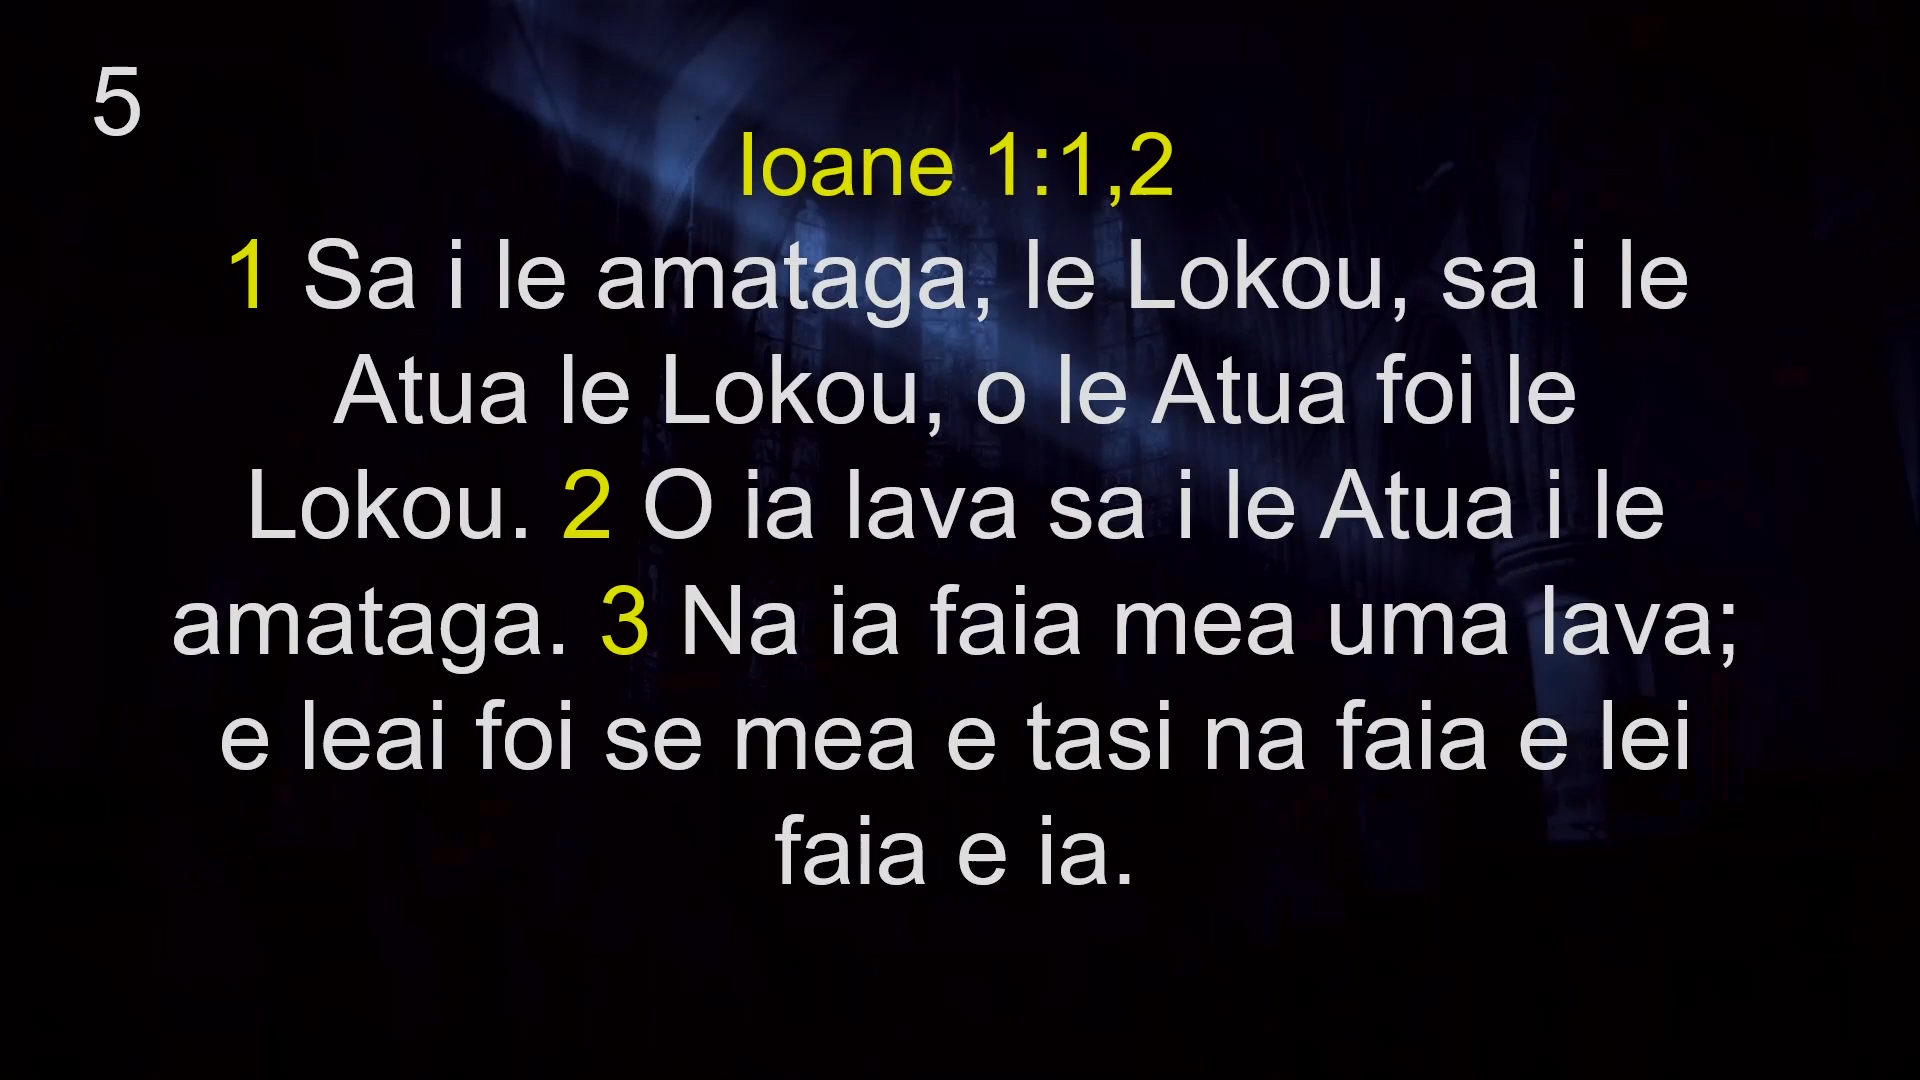 5
Ioane 1:1,2
1 Sa i le amataga, le Lokou, sa i le
Atua le Lokou, o le Atua foi le
Lokou. 2 O ia lava sa i le Atua i le
amataga. 3 Na ia faia mea uma lava;
e leai foi se mea e tasi na faia e lei
faia e ia.